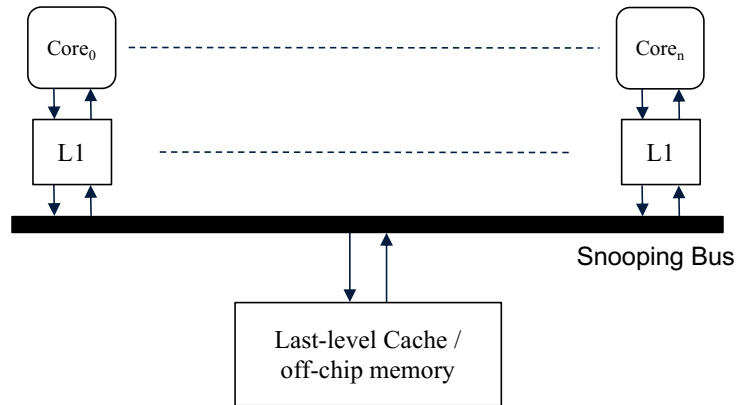 Core₀
Coreₙ
L1
L1
Snooping Bus
Last-level Cache /
off-chip memory